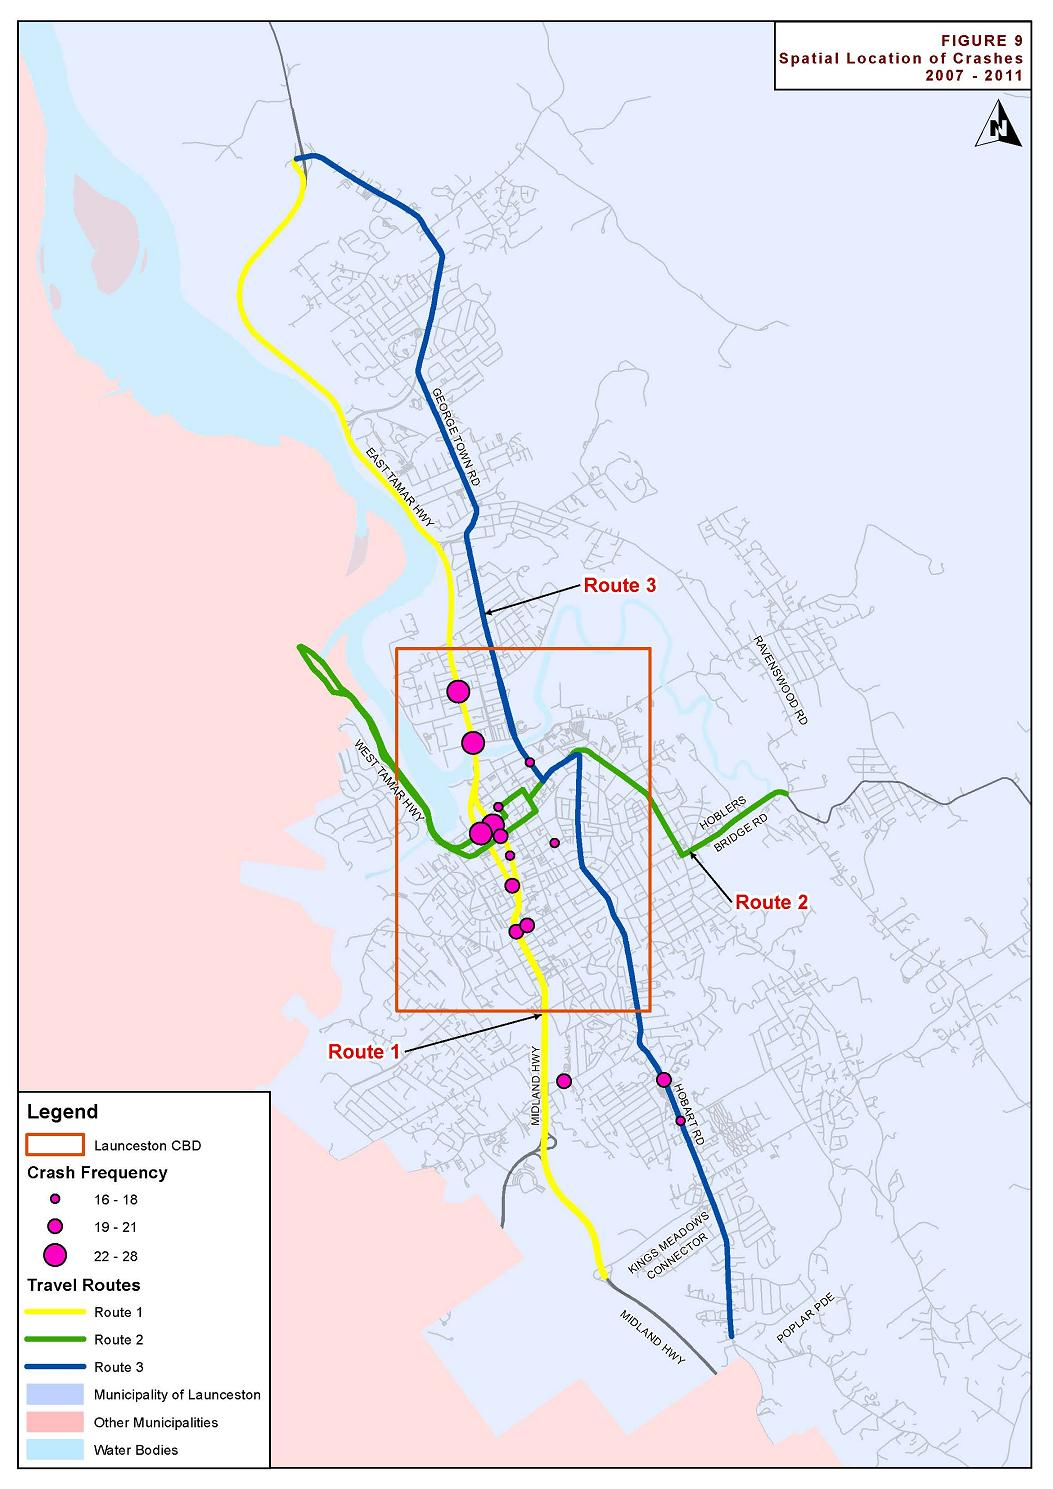 FIGURE 9
Spatial Location of Crashes
2007 - 2011
N
GEORGE TOWN RD
EAST TAMAR HWY
Route 3
RAVENSWOOD RD
WEST TAMAR HWY
HOBLERS
BRIDGE RD
Route 2
Route 1
MIDLAND HWY
HOBART RD
KINGS MEADOWS
CONNECTOR
POPLAR PDE
MIDLAND HWY
Legend
Launceston CBD
Crash Frequency
16 - 18
19 - 21
22 - 28
Travel Routes
Route 1
Route 2
Route 3
Municipality of Launceston
Other Municipalities
Water Bodies